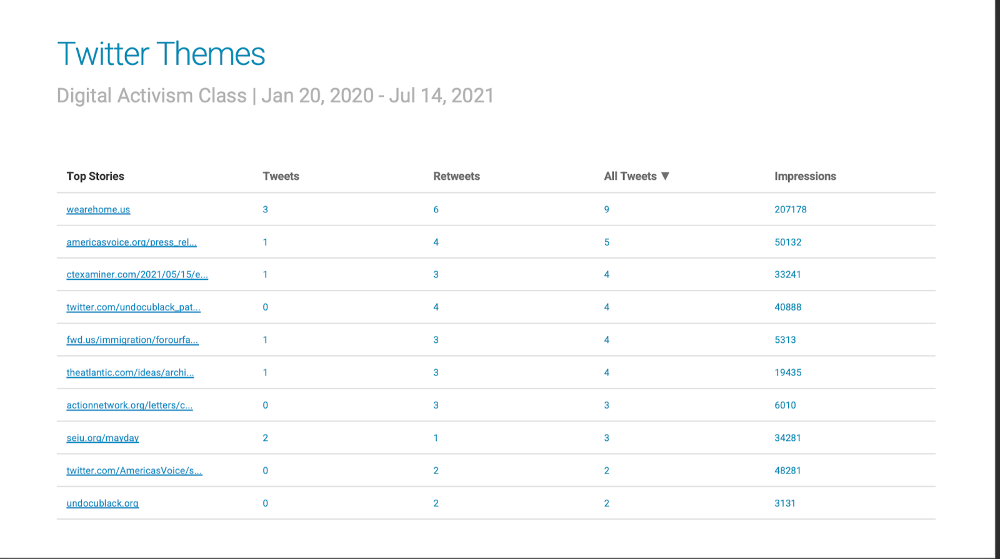 Twitter Themes
Digital Activism Class | Jan 20, 2020 - Jul 14, 2021
Top Stories Tweets Retweets All Tweets ▼ Impressions
wearehome.us 3 6 9 207178
americasvoice.org/press_rel... 1 4 5 50132
ctexaminer.com/2021/05/15/e... 1 3 4 33241
twitter.com/undocublack_pat... 0 4 4 40888
fwd.us/immigration/forourfa... 1 3 4 5313
theatlantic.com/ideas/archi... 1 3 4 19435
actionnetwork.org/letters/c... 0 3 3 6010
seiu.org/mayday 2 1 3 34281
twitter.com/AmericasVoice/s... 0 2 2 48281
undocublack.org 0 2 2 3131